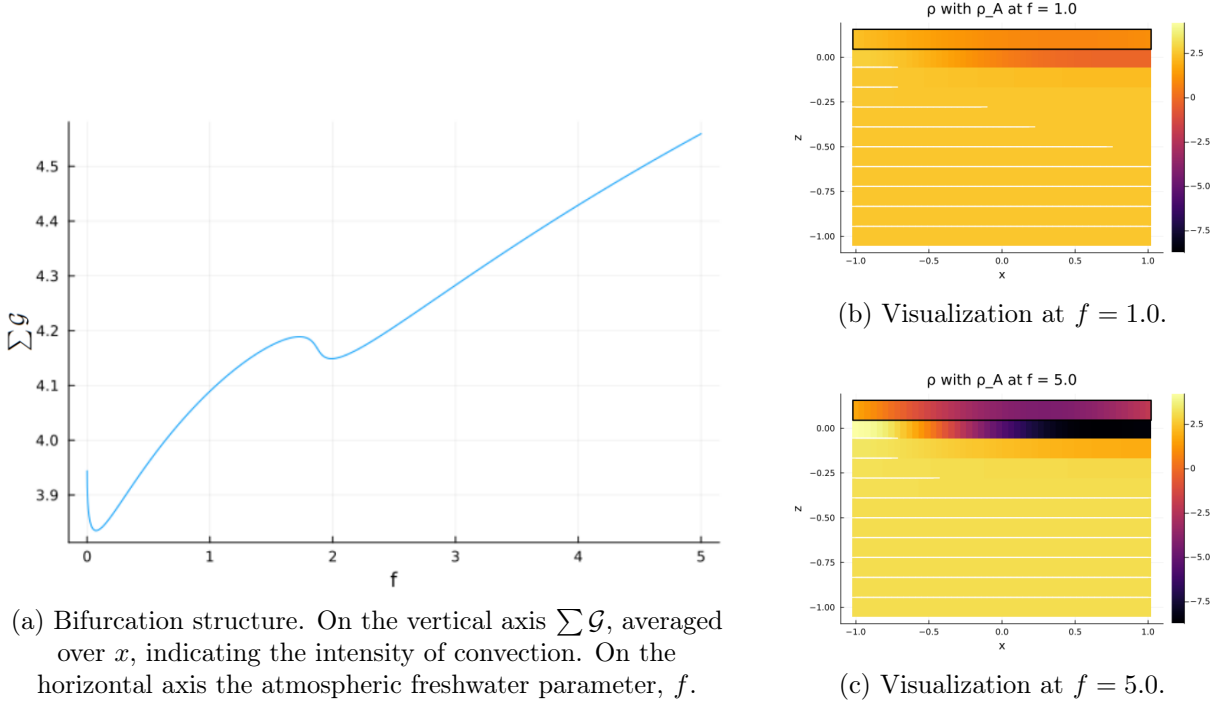 ρ with ρ_A at f = 1.0
0.00
−0.25
−0.50
−0.75
−1.00
z
−1.0 −0.5 0.0 0.5 1.0
x
2.5
0
−2.5
−5.0
−7.5
(b) Visualization at f = 1.0.
4.5
4.4
4.3
4.2
4.1
4.0
3.9
∑ 𝒢
0 1 2 3 4 5
f
(a) Bifurcation structure. On the vertical axis ∑ 𝒢, averaged
over x, indicating the intensity of convection. On the
horizontal axis the atmospheric freshwater parameter, f.
ρ with ρ_A at f = 5.0
0.00
−0.25
−0.50
−0.75
−1.00
z
−1.0 −0.5 0.0 0.5 1.0
x
2.5
0
−2.5
−5.0
−7.5
(c) Visualization at f = 5.0.